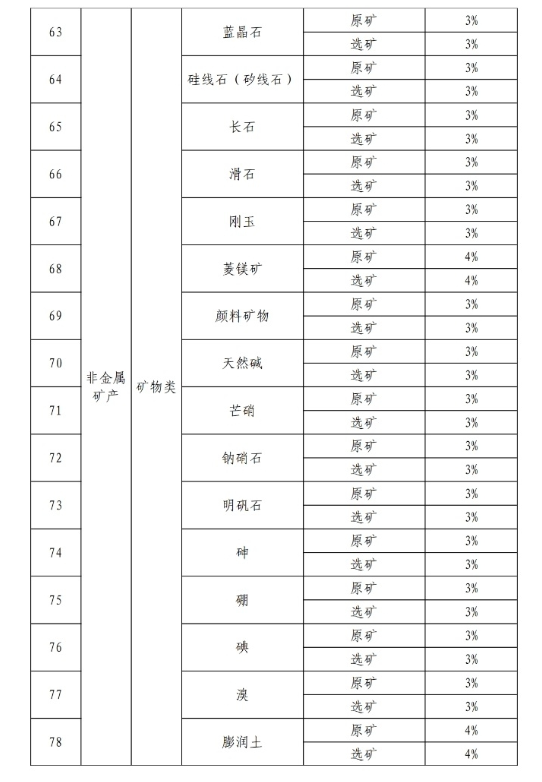 63 蓝晶石 原矿 3%
选矿 3%
64 硅线石（矽线石） 原矿 3%
选矿 3%
65 长石 原矿 3%
选矿 3%
66 滑石 原矿 3%
选矿 3%
67 刚玉 原矿 3%
选矿 3%
68 菱镁矿 原矿 4%
选矿 4%
69 颜料矿物 原矿 3%
选矿 3%
70 天然碱 原矿 3%
非金属矿产 矿物类 选矿 3%
71 芒硝 原矿 3%
选矿 3%
72 钠硝石 原矿 3%
选矿 3%
73 明矾石 原矿 3%
选矿 3%
74 砷 原矿 3%
选矿 3%
75 硼 原矿 3%
选矿 3%
76 碘 原矿 3%
选矿 3%
77 溴 原矿 3%
选矿 3%
78 膨润土 原矿 4%
选矿 4%